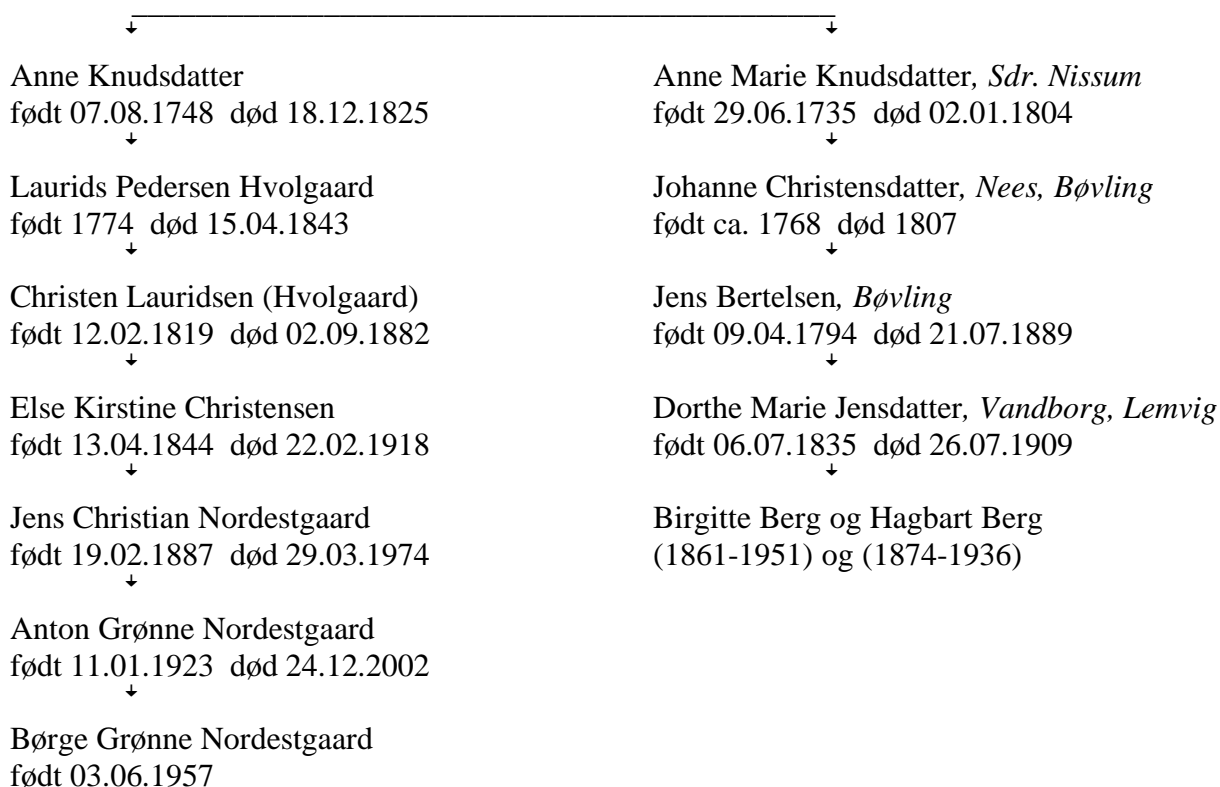 Anne Knudsdatter
født 07.08.1748 død 18.12.1825
Laurids Pedersen Hvolgaard
født 1774 død 15.04.1843
Christen Lauridsen (Hvolgaard)
født 12.02.1819 død 02.09.1882
Else Kirstine Christensen
født 13.04.1844 død 22.02.1918
Jens Christian Nordestgaard
født 19.02.1887 død 29.03.1974
Anton Grønne Nordestgaard
født 11.01.1923 død 24.12.2002
Børge Grønne Nordestgaard
født 03.06.1957
Anne Marie Knudsdatter, Sdr. Nissum
født 29.06.1735 død 02.01.1804
Johanne Christensdatter, Nees, Bøvling
født ca. 1768 død 1807
Jens Bertelsen, Bøvling
født 09.04.1794 død 21.07.1889
Dorthe Marie Jensdatter, Vandborg, Lemvig
født 06.07.1835 død 26.07.1909
Birgitte Berg og Hagbart Berg
(1861-1951) og (1874-1936)